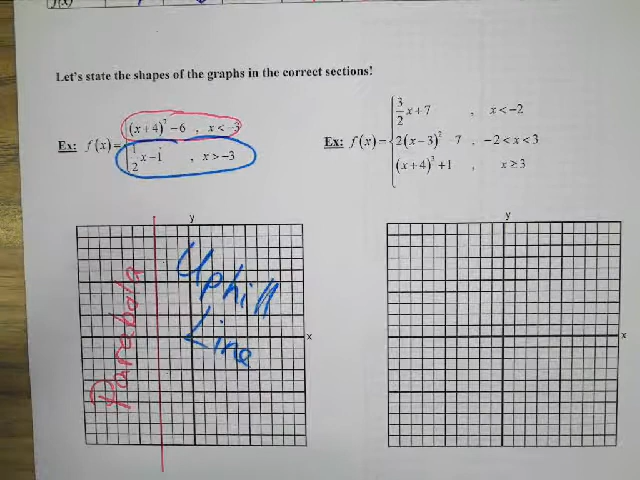 Let's state the shapes of the graphs in the correct sections!
Ex: f(x)= (x+4)² −6 , x<−3
1/2 x−1 , x>−3
Ex: f(x)= 3/2 x+7 , x<−2
2(x−3)² −7 , −2<x<3
(x+4)³+1 , x≥3
y
x
Parabola
Uphill
Line
y
x